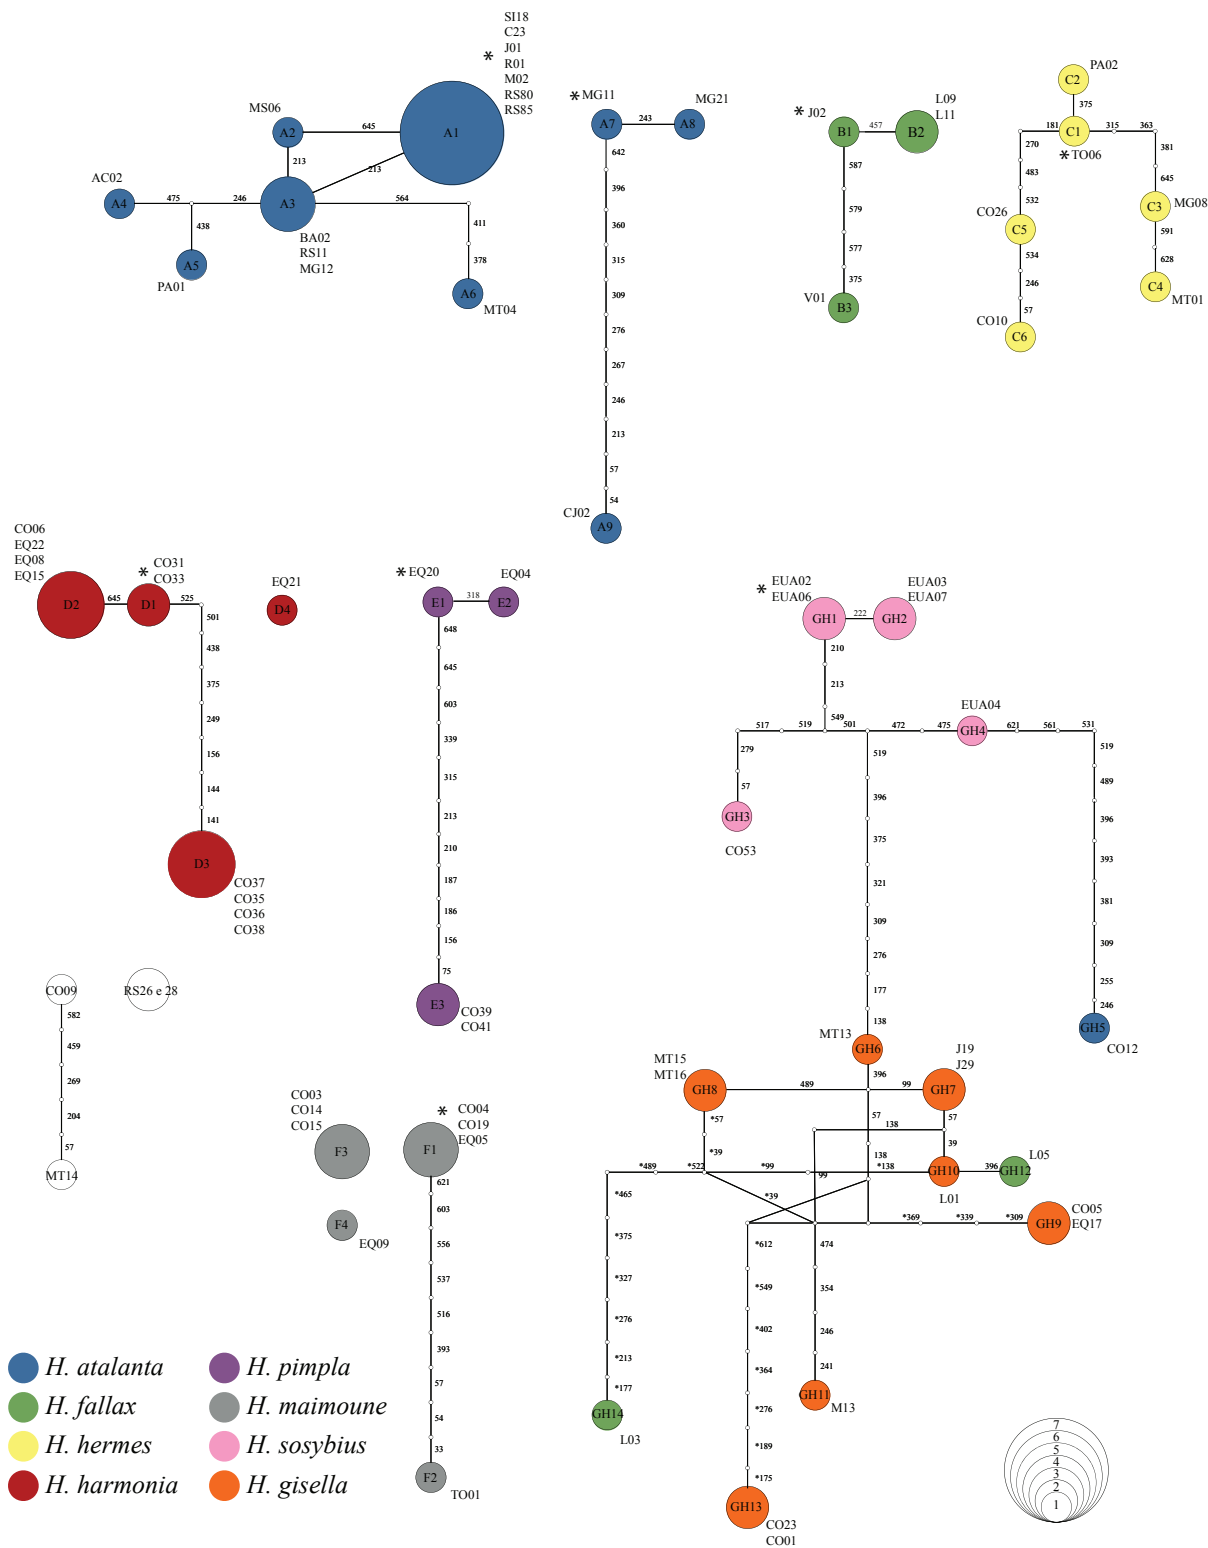 SI18
C23
* J01
R01
M02
RS80
RS85
A1
MS06
A2
645
213
213
AC02
A4
475
246
A3
564
438
411
378
A5
PA01
BA02
RS11
MG12
A6
MT04
* MG11
A7
243
MG21
A8
642
396
360
315
309
276
267
246
213
57
54
CJ02
A9
* J02
B1
457
L09
L11
B2
587
579
577
375
V01
B3
C2
PA02
375
181
C1
315
363
* TO06
270
483
532
CO26
C5
534
246
57
CO10
C6
381
645
C3
MG08
591
628
C4
MT01
CO06
EQ22
EQ08
EQ15
D2
645
* CO31
CO33
D1
525
501
438
375
249
156
144
141
D3
CO37
CO35
CO36
CO38
EQ21
D4
* EQ20
E1
318
EQ04
E2
648
645
603
339
315
213
210
187
186
156
75
E3
CO39
CO41
* EUA02
EUA06
GH1
222
EUA03
EUA07
GH2
210
213
549
517
519
501
472
475
EUA04
GH4
621
561
531
279
57
GH3
CO53
519
396
375
321
309
276
177
138
519
489
396
393
381
309
255
246
GH5
CO12
MT13
GH6
396
MT15
MT16
GH8
489
99
J19
J29
GH7
*57
57
57
138
*39
39
138
*489
*522
*99
99
*138
GH10
396
L05
GH12
L01
*39
*465
*375
*327
*276
*213
*177
GH14
L03
*369
*339
*309
GH9
CO05
EQ17
*612
*549
*402
*364
*276
*189
*175
GH13
CO23
CO01
474
354
246
241
GH11
M13
CO09
582
459
269
204
57
MT14
RS26 e 28
CO03
CO14
CO15
F3
F4
EQ09
* CO04
CO19
EQ05
F1
621
603
556
537
516
393
57
54
33
F2
TO01
H. atalanta
H. fallax
H. hermes
H. harmonia
H. pimpla
H. maimoune
H. sosybius
H. gisella
7
6
5
4
3
2
1